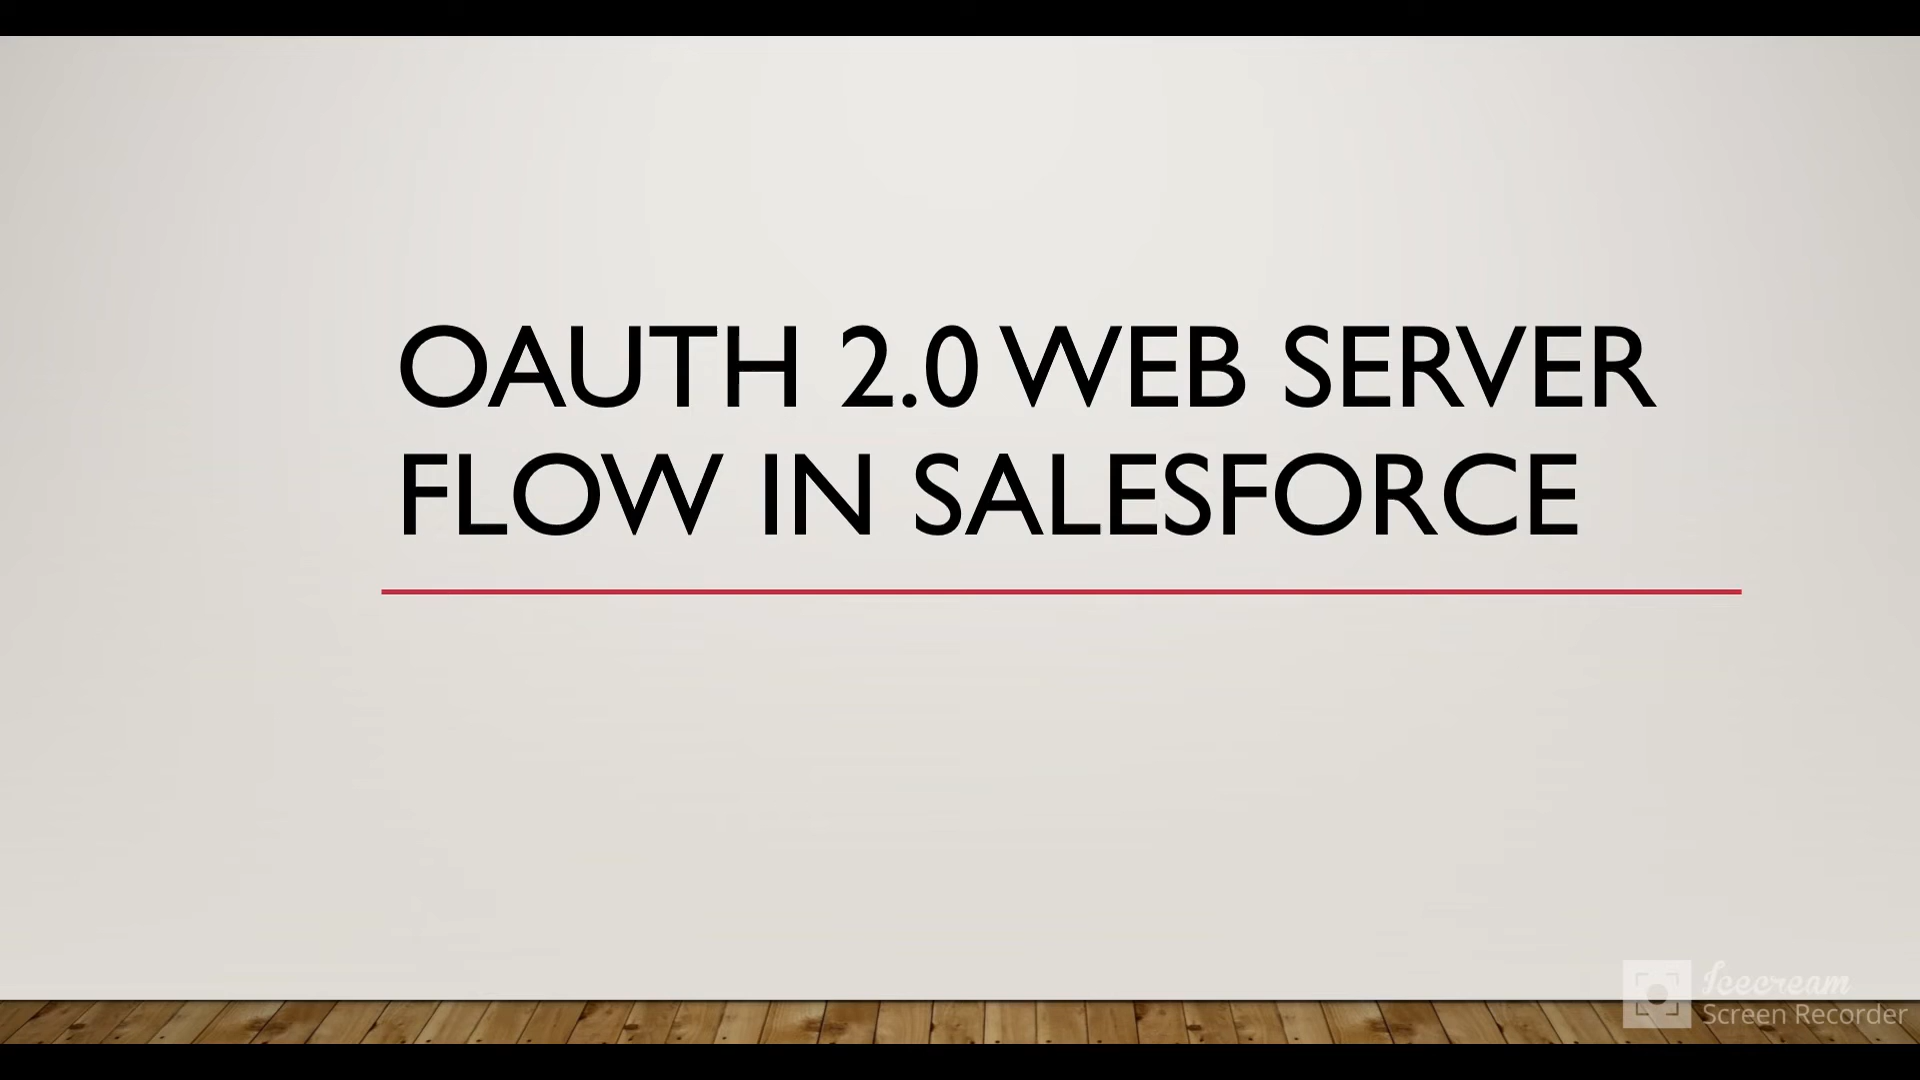 OAUTH 2.0 WEB SERVER
FLOW IN SALESFORCE
Icecream
Screen Recorder